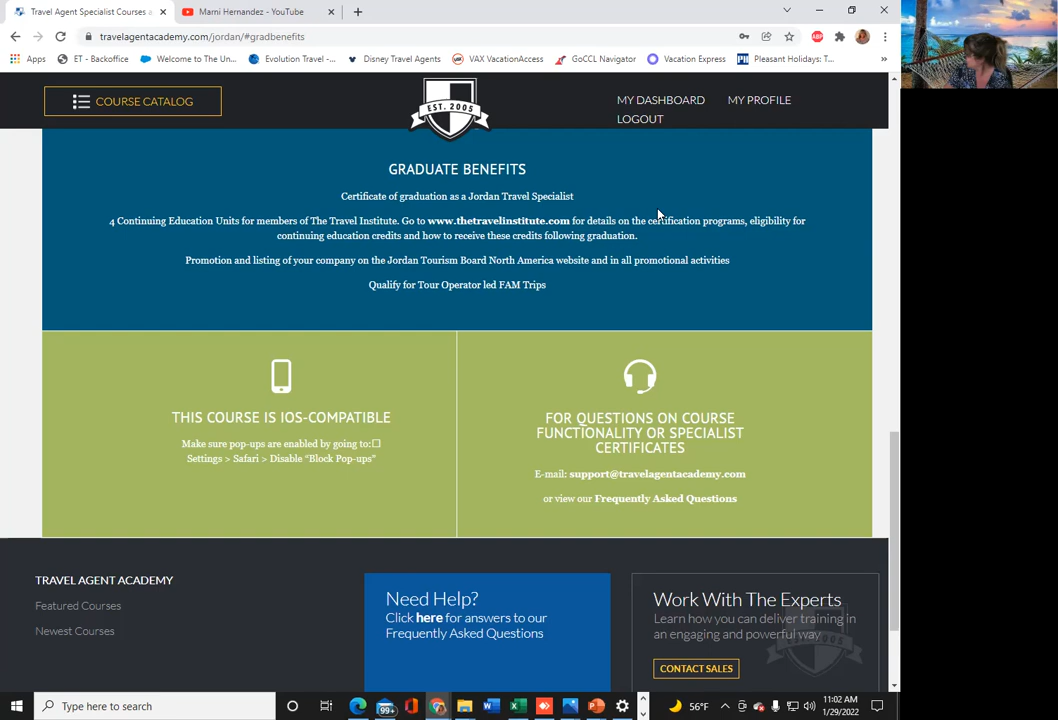 Travel Agent Specialist Courses a
Marni Hernandez - YouTube
travelagentacademy.com/jordan/#gradbenefits
Apps
ET - Backoffice
Welcome to The Un...
Evolution Travel -...
Disney Travel Agents
VAX VacationAccess
GoCCL Navigator
Vacation Express
Pleasant Holidays: T...
»
COURSE CATALOG
EST. 2005
MY DASHBOARD
MY PROFILE
LOGOUT
GRADUATE BENEFITS
Certificate of graduation as a Jordan Travel Specialist
4 Continuing Education Units for members of The Travel Institute. Go to www.thetravelinstitute.com for details on the certification programs, eligibility for
continuing education credits and how to receive these credits following graduation.
Promotion and listing of your company on the Jordan Tourism Board North America website and in all promotional activities
Qualify for Tour Operator led FAM Trips
THIS COURSE IS IOS-COMPATIBLE
Make sure pop-ups are enabled by going to:☐
Settings > Safari > Disable "Block Pop-ups"
FOR QUESTIONS ON COURSE
FUNCTIONALITY OR SPECIALIST
CERTIFICATES
E-mail: support@travelagentacademy.com
or view our Frequently Asked Questions
TRAVEL AGENT ACADEMY
Featured Courses
Newest Courses
Need Help?
Click here for answers to our
Frequently Asked Questions
Work With The Experts
Learn how you can deliver training in
an engaging and powerful way
CONTACT SALES
Type here to search
99+
56°F
11:02 AM
1/29/2022